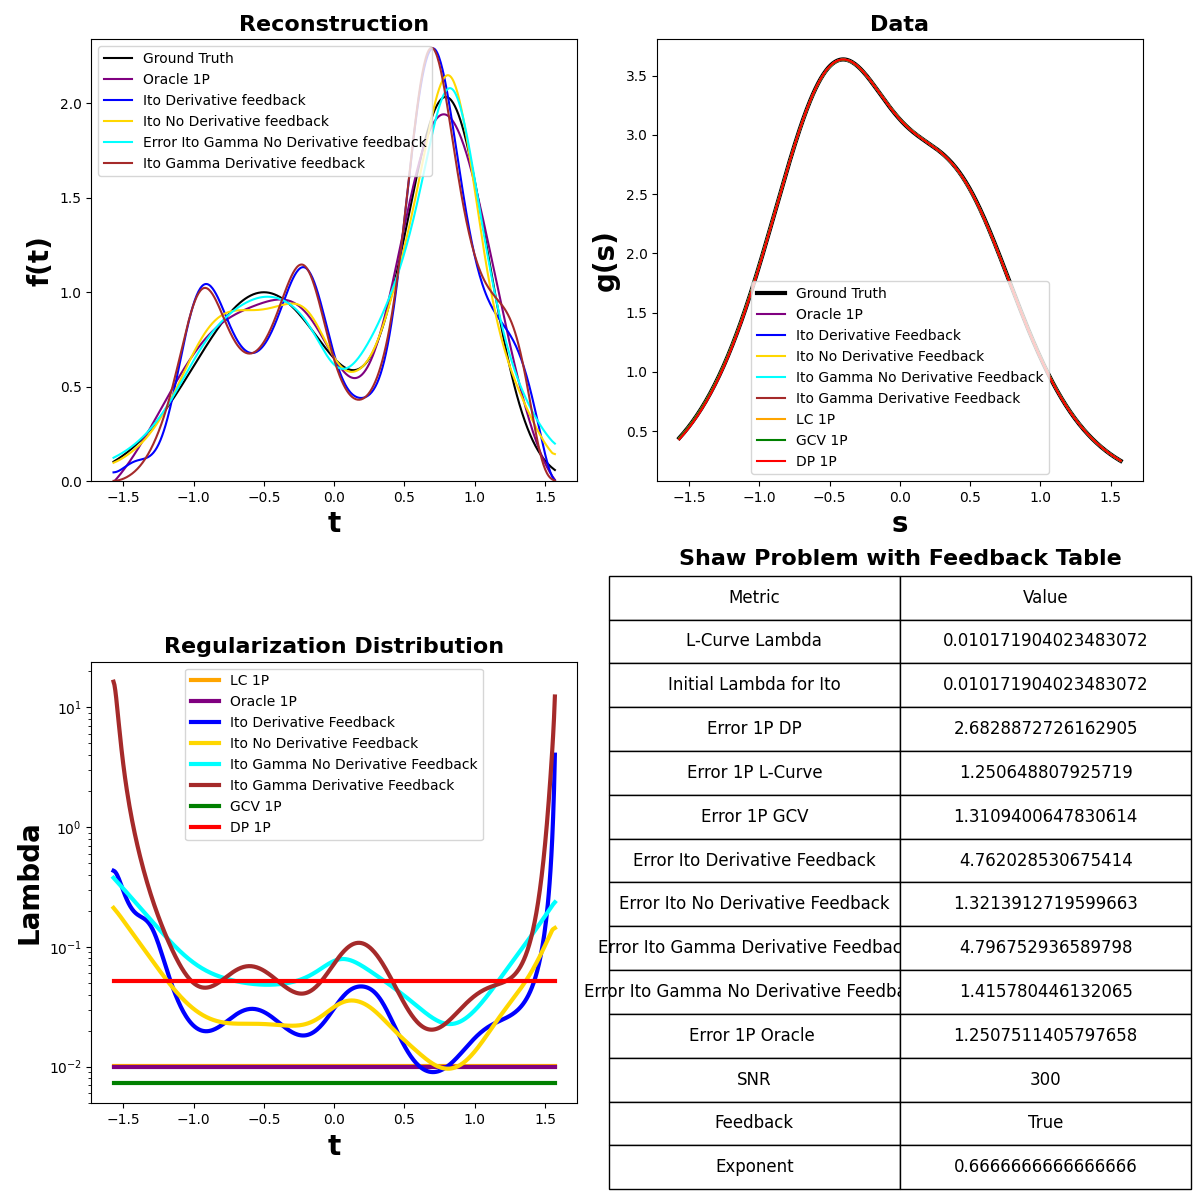 Reconstruction
Ground Truth
Oracle 1P
Ito Derivative feedback
Ito No Derivative feedback
Error Ito Gamma No Derivative feedback
Ito Gamma Derivative feedback
f(t)
2.0
1.5
1.0
0.5
0.0
−1.5 −1.0 −0.5 0.0 0.5 1.0 1.5
t
Data
g(s)
3.5
3.0
2.5
2.0
1.5
1.0
0.5
Ground Truth
Oracle 1P
Ito Derivative Feedback
Ito No Derivative Feedback
Ito Gamma No Derivative Feedback
Ito Gamma Derivative Feedback
LC 1P
GCV 1P
DP 1P
−1.5 −1.0 −0.5 0.0 0.5 1.0 1.5
s
Regularization Distribution
LC 1P
Oracle 1P
Ito Derivative Feedback
Ito No Derivative Feedback
Ito Gamma No Derivative Feedback
Ito Gamma Derivative Feedback
GCV 1P
DP 1P
Lambda
10¹
10⁰
10⁻¹
10⁻²
−1.5 −1.0 −0.5 0.0 0.5 1.0 1.5
t
Shaw Problem with Feedback Table
Metric Value
L-Curve Lambda 0.010171904023483072
Initial Lambda for Ito 0.010171904023483072
Error 1P DP 2.6828872726162905
Error 1P L-Curve 1.250648807925719
Error 1P GCV 1.3109400647830614
Error Ito Derivative Feedback 4.762028530675414
Error Ito No Derivative Feedback 1.3213912719599663
Error Ito Gamma Derivative Feedbac 4.796752936589798
Error Ito Gamma No Derivative Feedba 1.415780446132065
Error 1P Oracle 1.2507511405797658
SNR 300
Feedback True
Exponent 0.6666666666666666